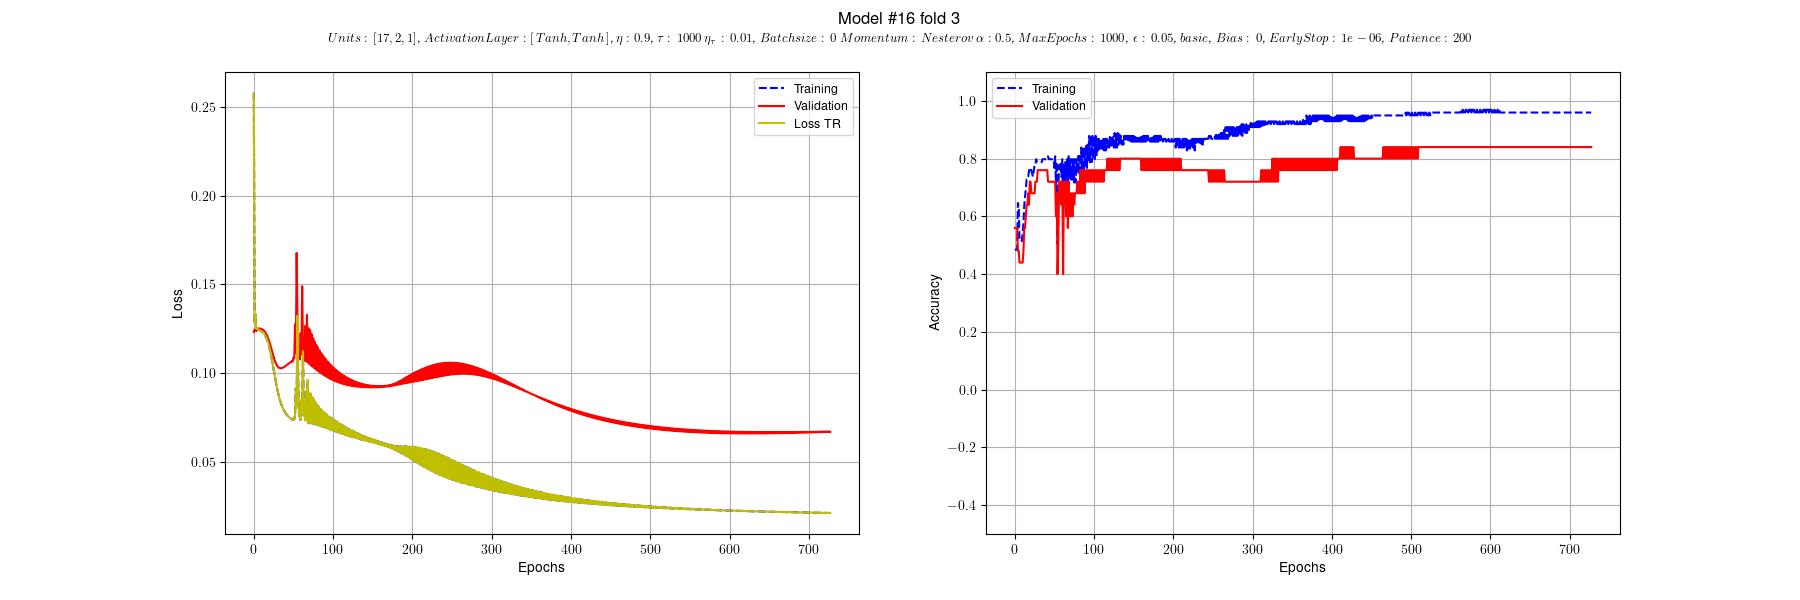 Model #16 fold 3
Units : [17, 2, 1], ActivationLayer : [Tanh, Tanh], η : 0.9, τ : 1000 ητ : 0.01, Batchsize : 0 Momentum : Nesterov α : 0.5, MaxEpochs : 1000, ϵ : 0.05, basic, Bias : 0, EarlyStop : 1e − 06, Patience : 200
Training
Validation
Loss TR
0.25
0.20
0.15
0.10
0.05
Loss
0 100 200 300 400 500 600 700
Epochs
Training
Validation
1.0
0.8
0.6
0.4
0.2
0.0
−0.2
−0.4
Accuracy
0 100 200 300 400 500 600 700
Epochs